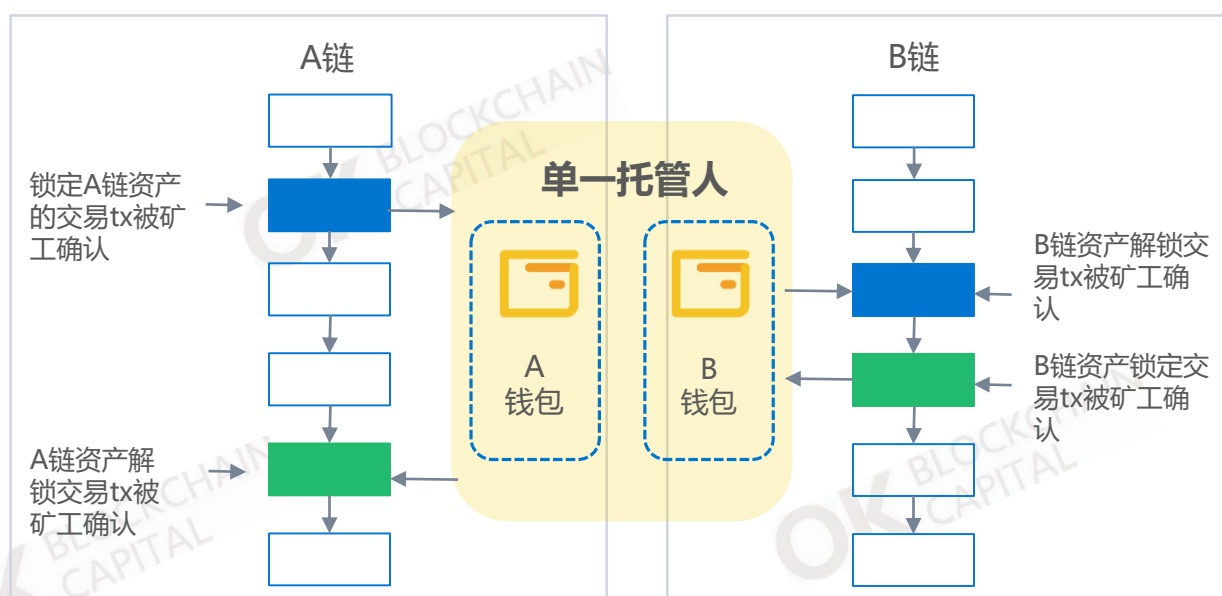 A链
B链
锁定A链资产
的交易tx被矿
工确认
单一托管人
A
钱包
B
钱包
B链资产解锁交
易tx被矿工确
认
B链资产锁定交
易tx被矿工确
认
A链资产解
锁交易tx被
矿工确认
OK BLOCKCHAIN
CAPITAL
OK BLOCKCHAIN
CAPITAL
K BLOCKCHAIN
CAPITAL